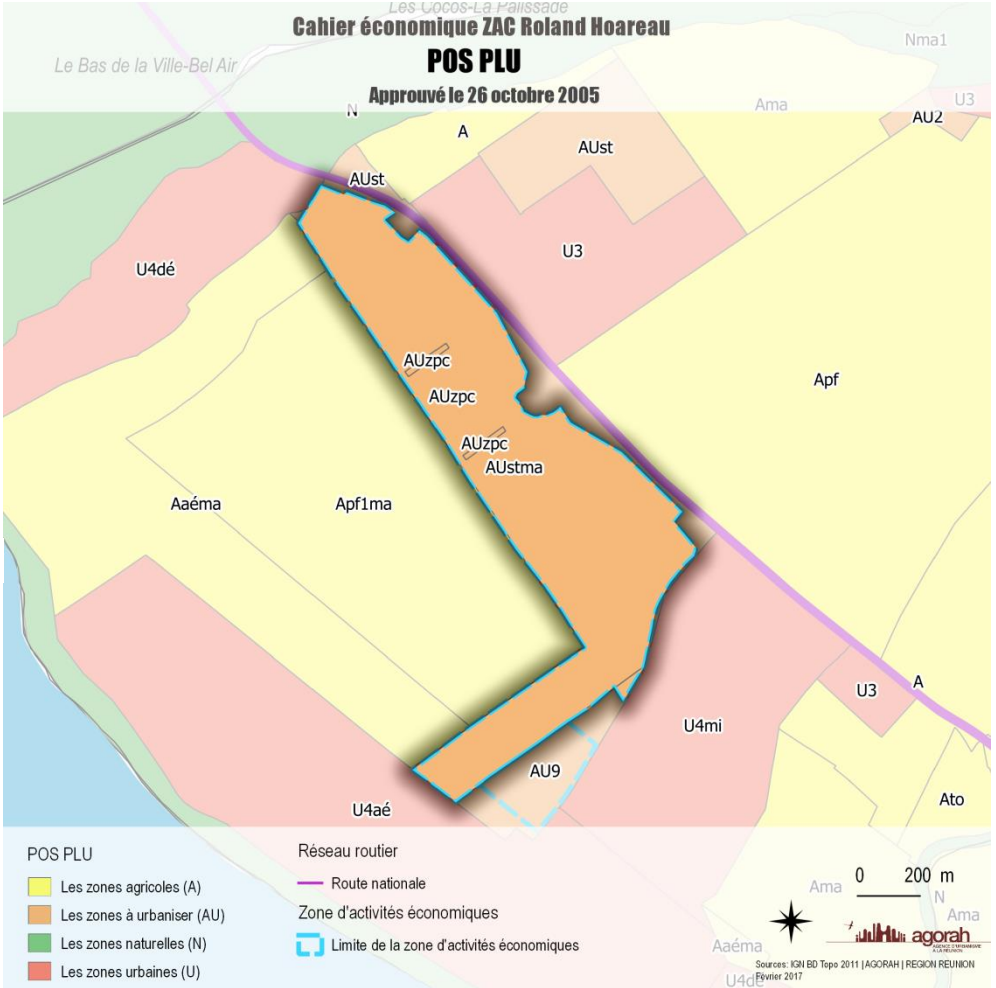 Les Cocos-La Palissade
Cahier économique ZAC Roland Hoareau
POS PLU
Approuvé le 26 octobre 2005
Le Bas de la Ville-Bel Air
Nma1
N
A
Ama
U3
AU2
AUst
AUst
U4dé
U3
AUzpc
Apf
AUzpc
AUzpc
AUstma
Aaéma
Apf1ma
U3
A
U4mi
AU9
Ato
U4aé
POS PLU
Les zones agricoles (A)
Les zones à urbaniser (AU)
Les zones naturelles (N)
Les zones urbaines (U)
Réseau routier
Route nationale
Zone d'activités économiques
Limite de la zone d'activités économiques
0 200 m
Ama
N
Ama
Aaéma
U4dé
agorah
AGENCE D'URBANISME
A LA REUNION
Sources: IGN BD Topo 2011 | AGORAH | REGION REUNION
Février 2017